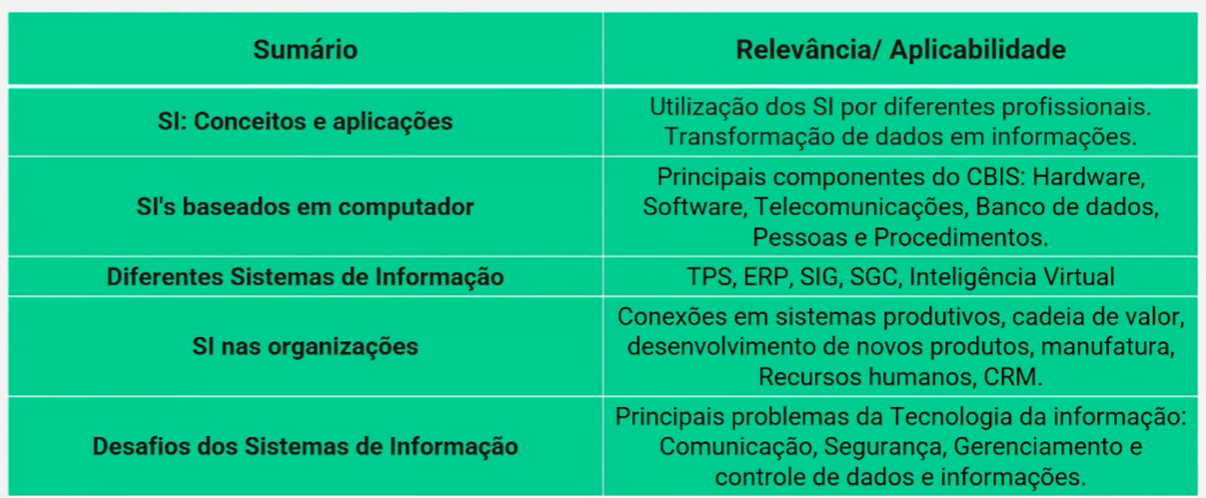 Sumário
Relevância/ Aplicabilidade
SI: Conceitos e aplicações
Utilização dos SI por diferentes profissionais.
Transformação de dados em informações.
SI's baseados em computador
Principais componentes do CBIS: Hardware,
Software, Telecomunicações, Banco de dados,
Pessoas e Procedimentos.
Diferentes Sistemas de Informação
TPS, ERP, SIG, SGC, Inteligência Virtual
SI nas organizações
Conexões em sistemas produtivos, cadeia de valor,
desenvolvimento de novos produtos, manufatura,
Recursos humanos, CRM.
Desafios dos Sistemas de Informação
Principais problemas da Tecnologia da informação:
Comunicação, Segurança, Gerenciamento e
controle de dados e informações.